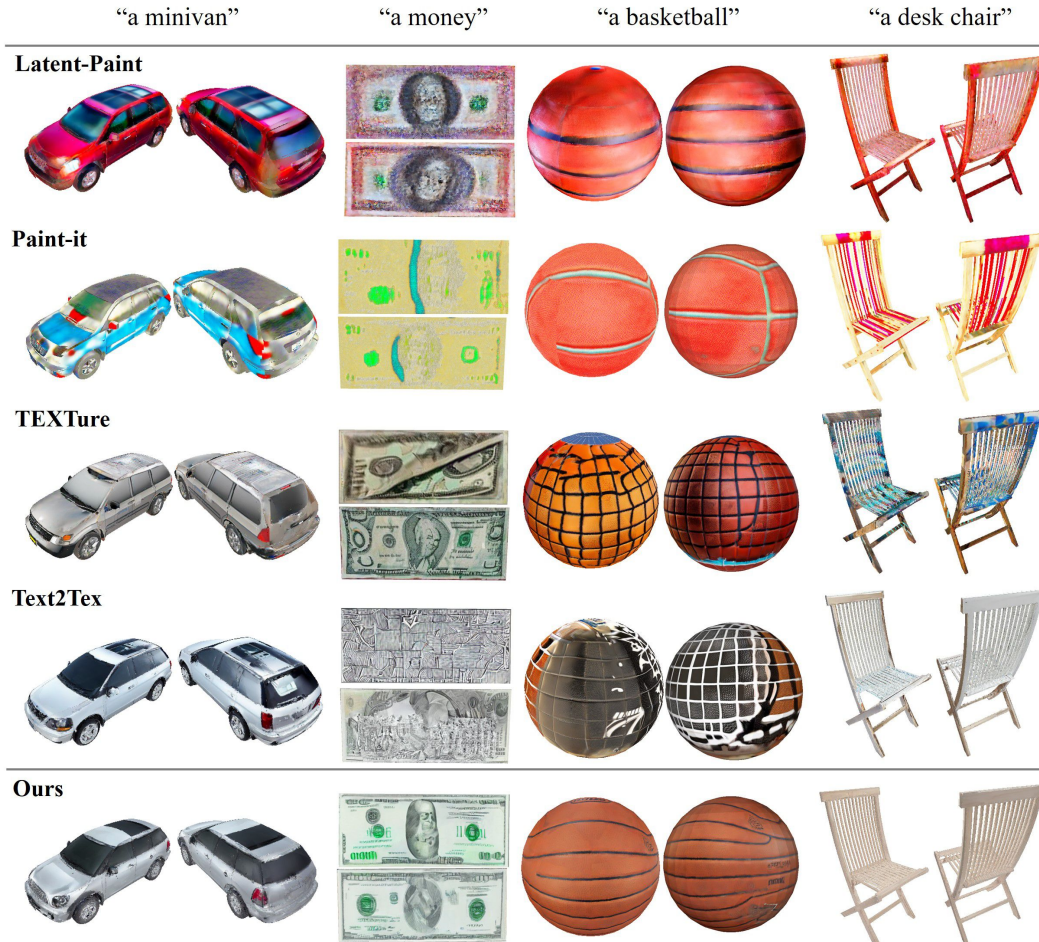 “a minivan” “a money” “a basketball” “a desk chair”
Latent-Paint
Paint-it
TEXTure
Text2Tex
Ours